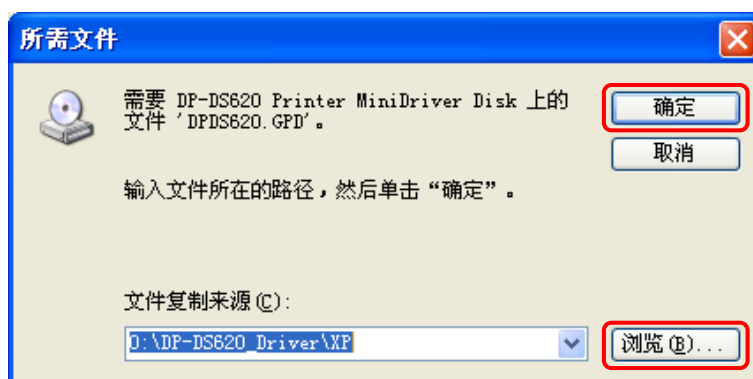 所需文件
需要 DP-DS620 Printer MiniDriver Disk 上的
文件 'DPDS620.GPD'。
确定
取消
输入文件所在的路径，然后单击“确定”。
文件复制来源(C):
D:\DP-DS620_Driver\XP
浏览(B)...